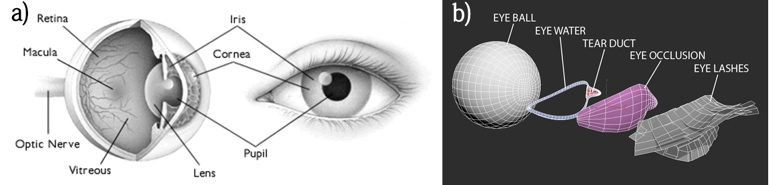 a)
Retina
Macula
Optic Nerve
Vitreous
Iris
Cornea
Lens
Pupil
b)
EYE BALL
EYE WATER
TEAR DUCT
EYE OCCLUSION
EYE LASHES